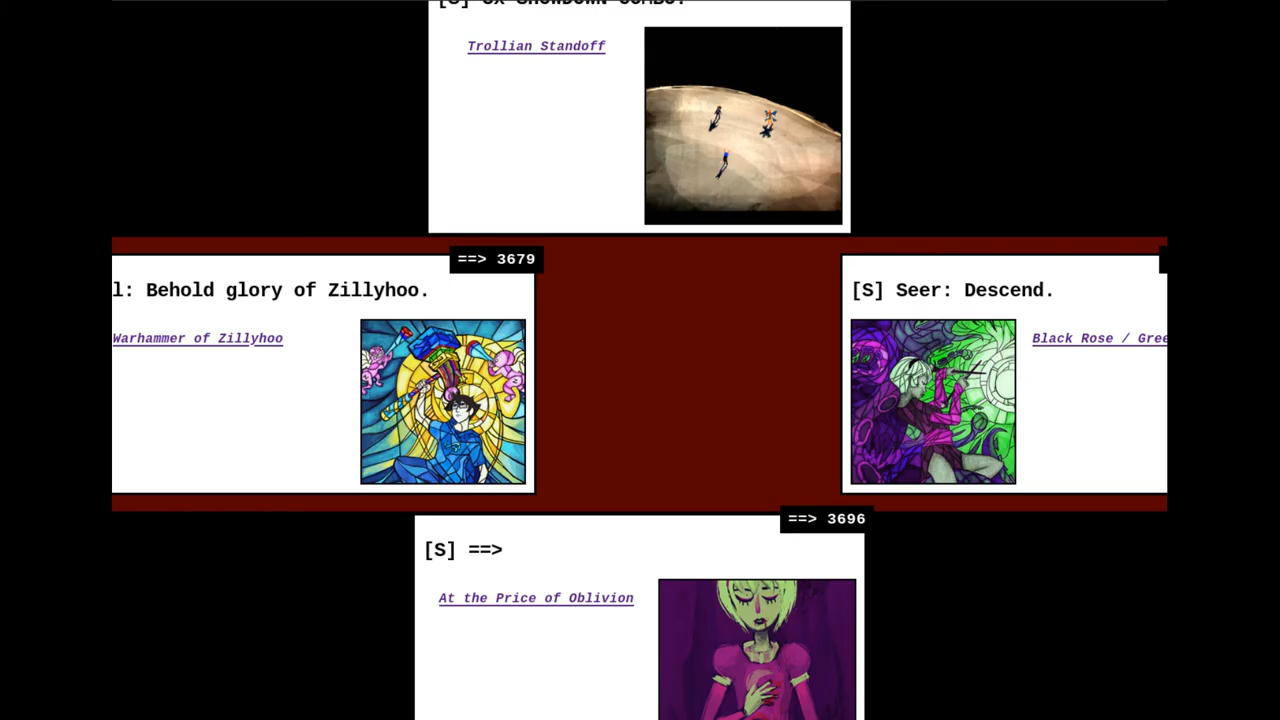 Trollian Standoff
==> 3679
l: Behold glory of Zillyhoo.
Warhammer of Zillyhoo
[S] Seer: Descend.
Black Rose / Gree
==> 3696
[S] ==>
At the Price of Oblivion